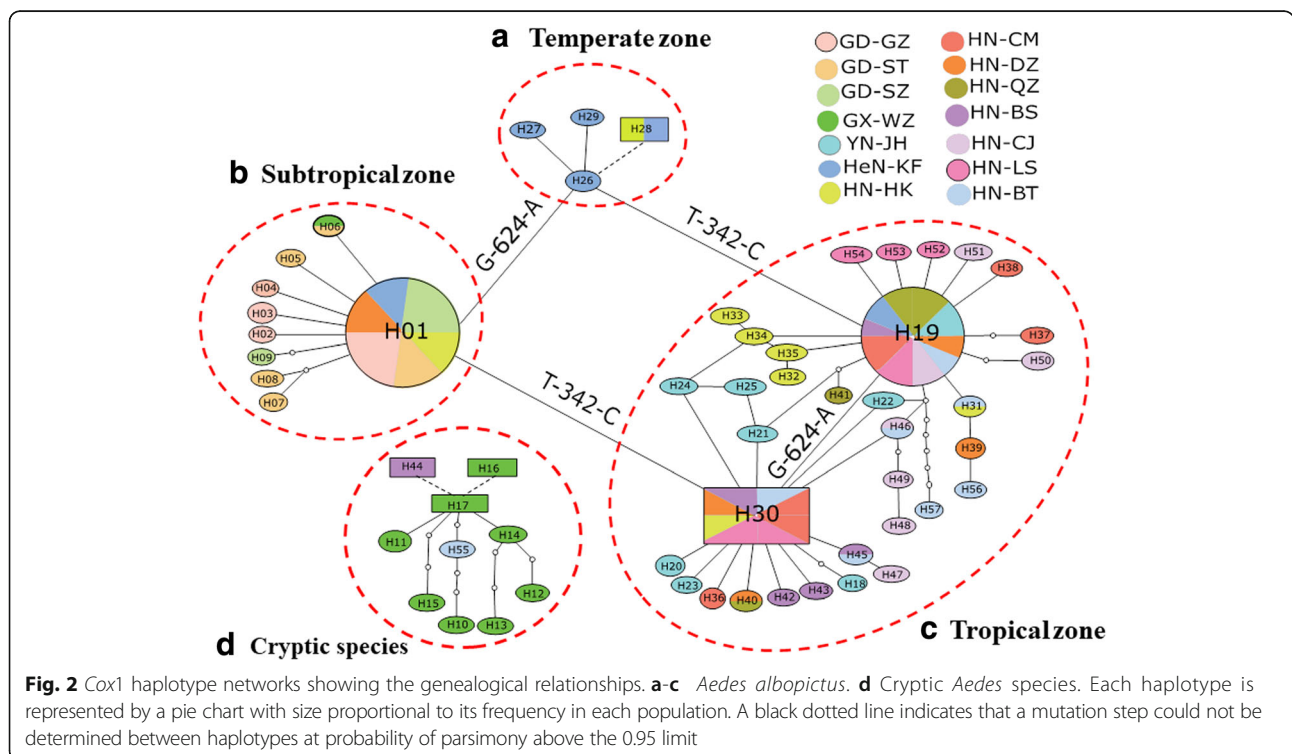 a Temperate zone
GD-GZ
GD-ST
GD-SZ
GX-WZ
YN-JH
HeN-KF
HN-HK
HN-CM
HN-DZ
HN-QZ
HN-BS
HN-CJ
HN-LS
HN-BT
H27
H29
H28
H26
b Subtropical zone
G-624-A
T-342-C
H06
H05
H04
H03
H02
H09
H08
H07
H01
T-342-C
H54
H53
H52
H51
H38
H33
H34
H35
H32
H19
H37
H50
H24
H25
H41
H21
G-624-A
H22
H46
H31
H39
H49
H56
H57
H48
H30
H20
H23
H36
H40
H42
H43
H18
H45
H47
c Tropical zone
H44
H16
H17
H11
H55
H14
H15
H10
H13
H12
d Cryptic species
Fig. 2 Cox1 haplotype networks showing the genealogical relationships. a-c Aedes albopictus. d Cryptic Aedes species. Each haplotype is
represented by a pie chart with size proportional to its frequency in each population. A black dotted line indicates that a mutation step could not be
determined between haplotypes at probability of parsimony above the 0.95 limit